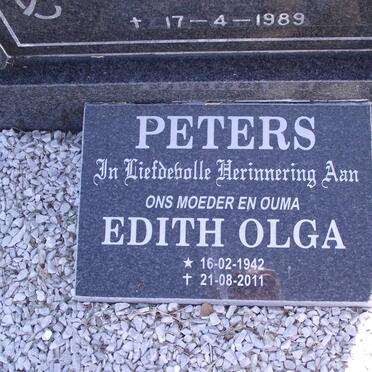 ✝ 17-4-1989
PETERS
In Liefdevolle Herinnering Aan
ONS MOEDER EN OUMA
EDITH OLGA
★ 16-02-1942
✝ 21-08-2011